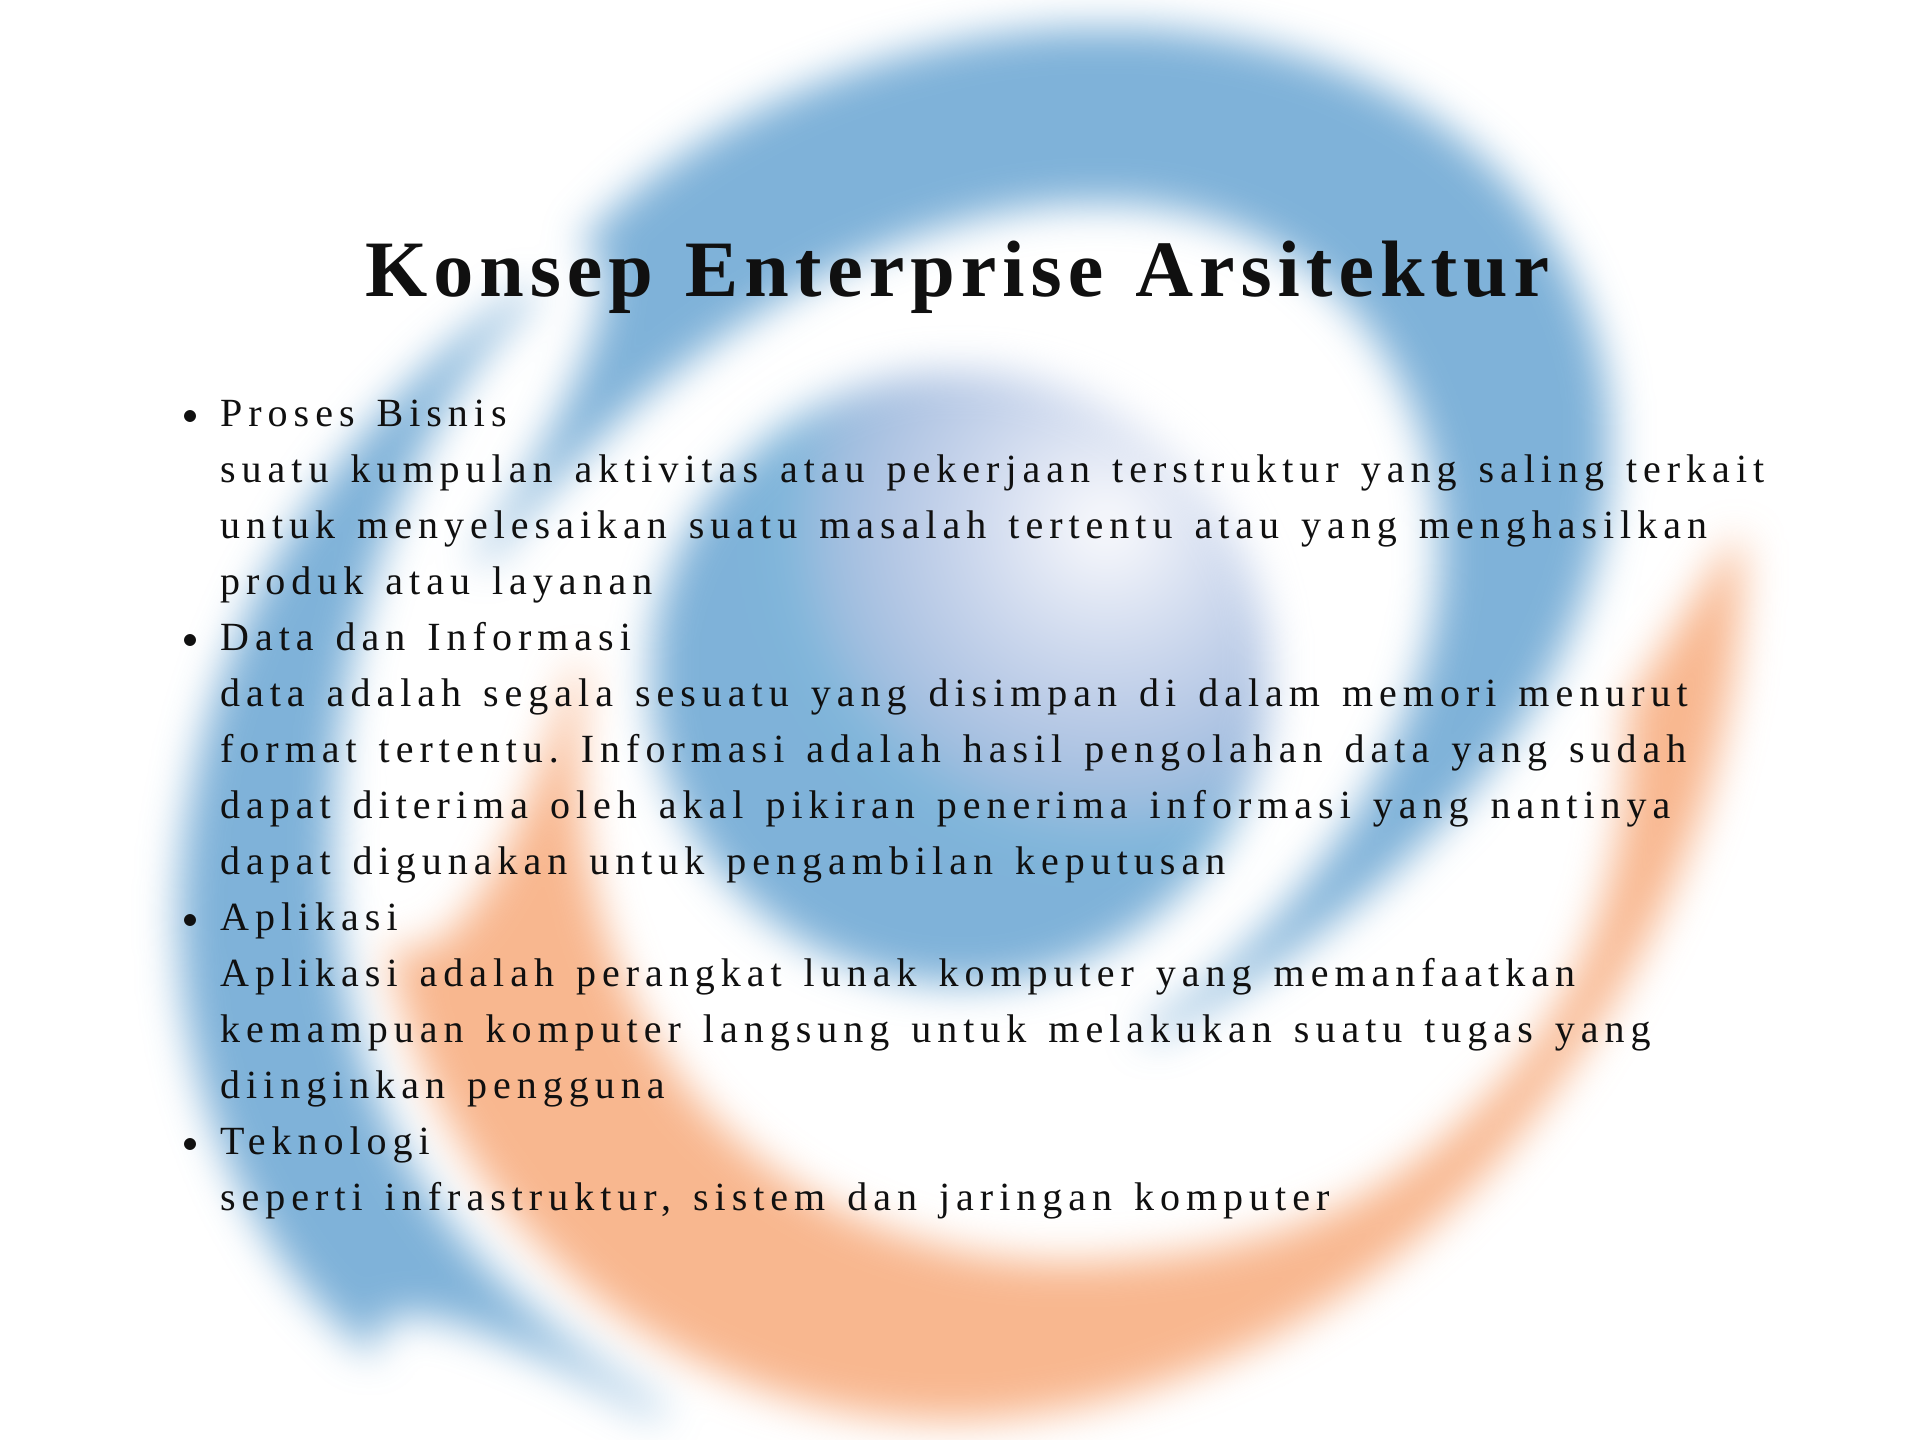 Konsep Enterprise Arsitektur
• Proses Bisnis
suatu kumpulan aktivitas atau pekerjaan terstruktur yang saling terkait
untuk menyelesaikan suatu masalah tertentu atau yang menghasilkan
produk atau layanan
• Data dan Informasi
data adalah segala sesuatu yang disimpan di dalam memori menurut
format tertentu. Informasi adalah hasil pengolahan data yang sudah
dapat diterima oleh akal pikiran penerima informasi yang nantinya
dapat digunakan untuk pengambilan keputusan
• Aplikasi
Aplikasi adalah perangkat lunak komputer yang memanfaatkan
kemampuan komputer langsung untuk melakukan suatu tugas yang
diinginkan pengguna
• Teknologi
seperti infrastruktur, sistem dan jaringan komputer